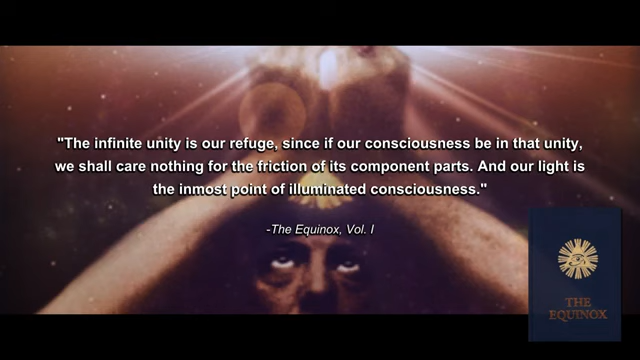 "The infinite unity is our refuge, since if our consciousness be in that unity,
we shall care nothing for the friction of its component parts. And our light is
the inmost point of illuminated consciousness."
-The Equinox, Vol. I
THE
EQUINOX